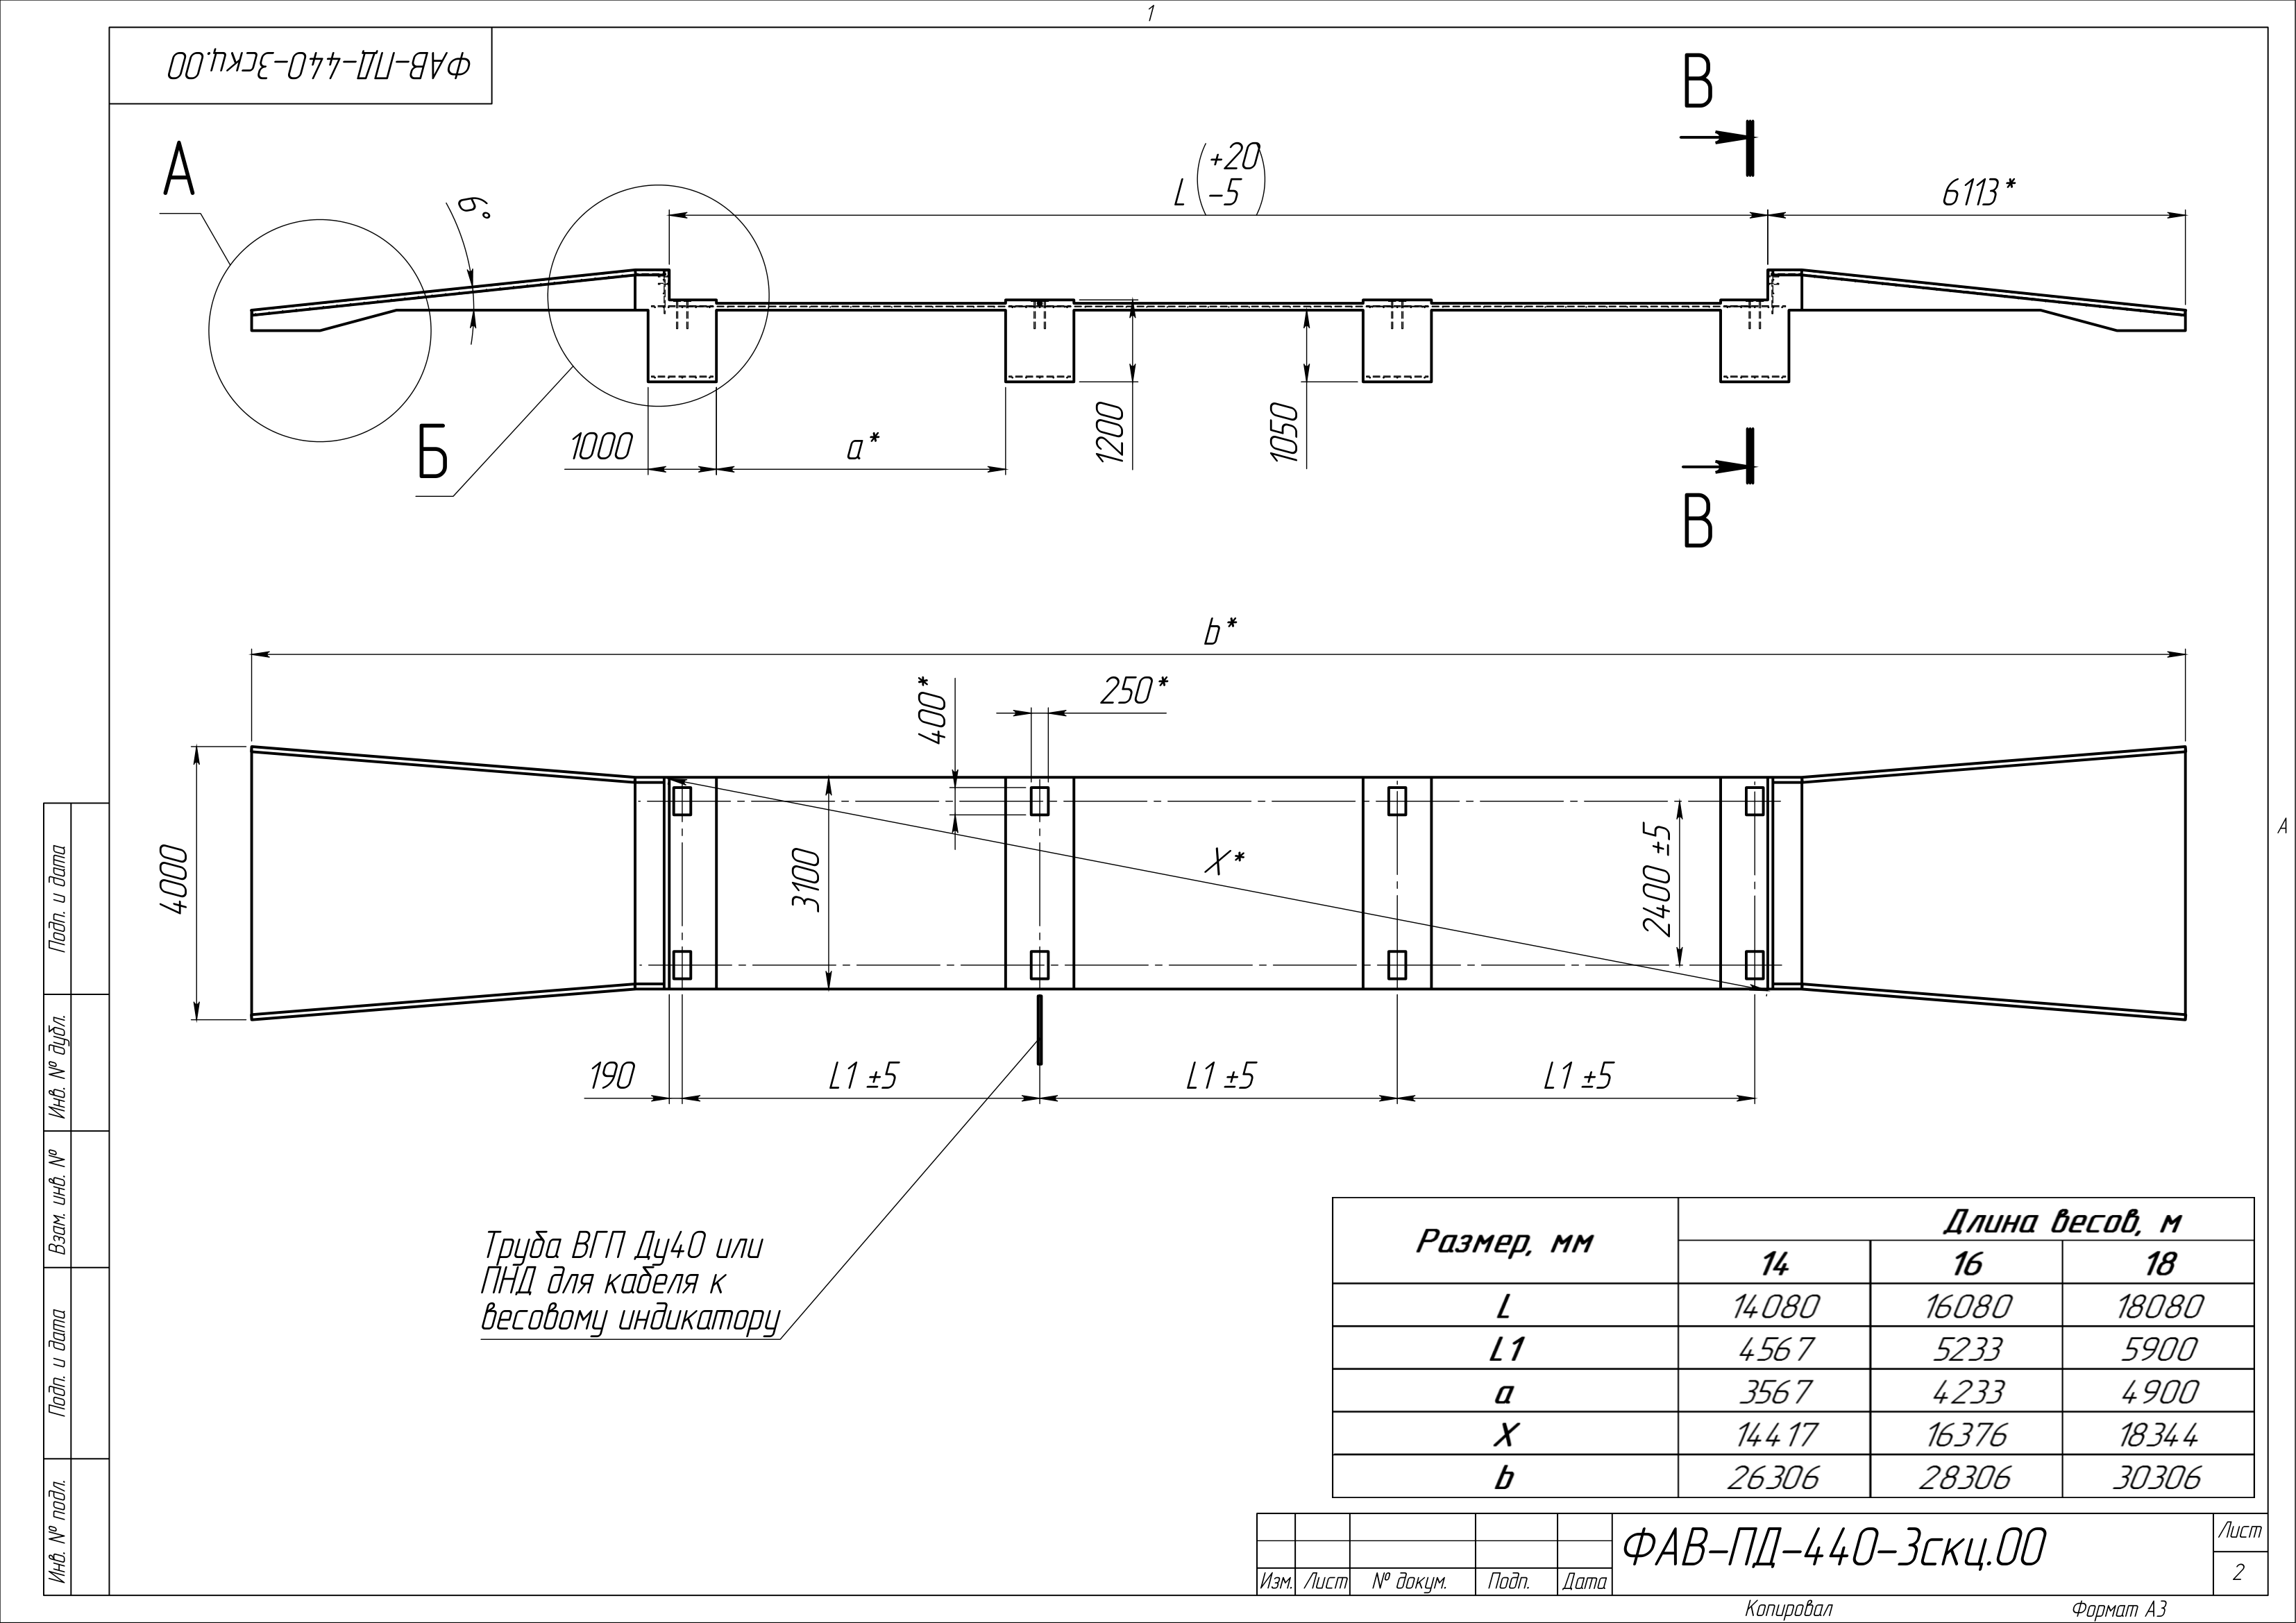 1
ФАВ-ПД-440-3скц.00
В
А
L (+20
-5)
6113*
6°
1000
a*
1200
1050
Б
В
b*
400*
250*
4000
3100
X*
2400 ±5
А
190
L1 ±5
L1 ±5
L1 ±5
Труба ВГП Ду40 или
ПНД для кабеля к
весовому индикатору
Размер, мм
Длина весов, м
14 16 18
L 14080 16080 18080
L1 4567 5233 5900
a 3567 4233 4900
X 14417 16376 18344
b 26306 28306 30306
Подп. и дата
Инв. № дубл.
Взам. инв. №
Подп. и дата
Инв. № подл.
Изм. Лист № докум. Подп. Дата
ФАВ-ПД-440-3скц.00
Лист
2
Копировал
Формат А3